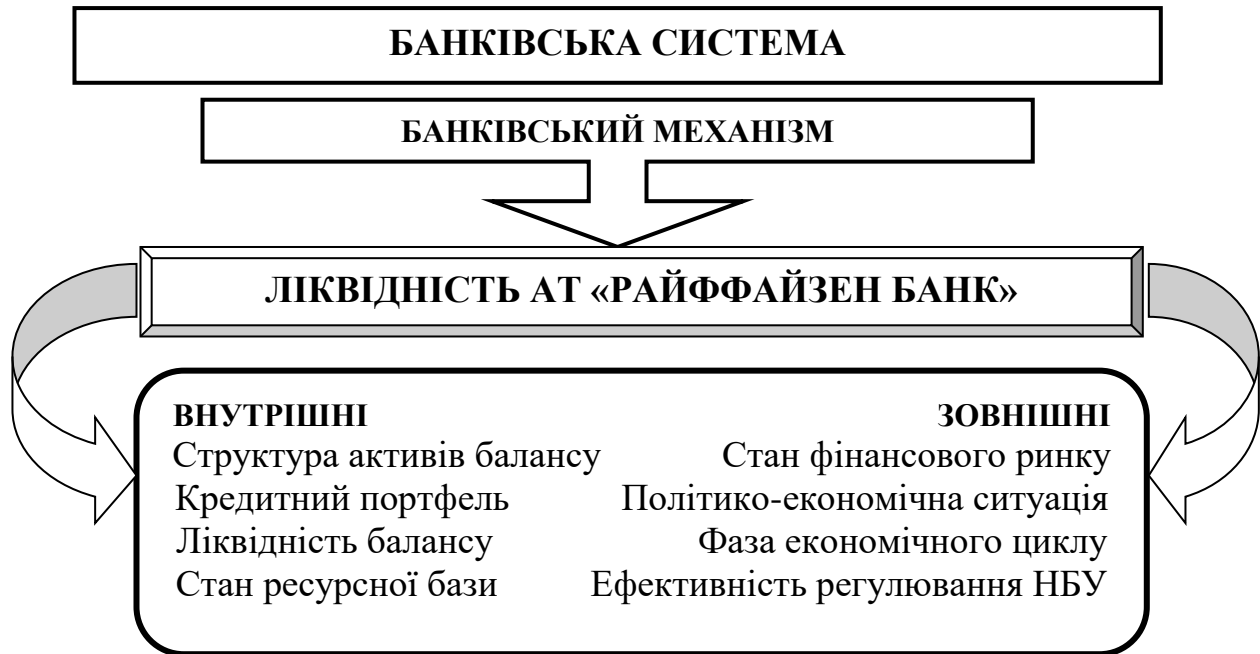 БАНКІВСЬКА СИСТЕМА
БАНКІВСЬКИЙ МЕХАНІЗМ
ЛІКВІДНІСТЬ АТ «РАЙФФАЙЗЕН БАНК»
ВНУТРІШНІ ЗОВНІШНІ
Структура активів балансу Стан фінансового ринку
Кредитний портфель Політико-економічна ситуація
Ліквідність балансу Фаза економічного циклу
Стан ресурсної бази Ефективність регулювання НБУ